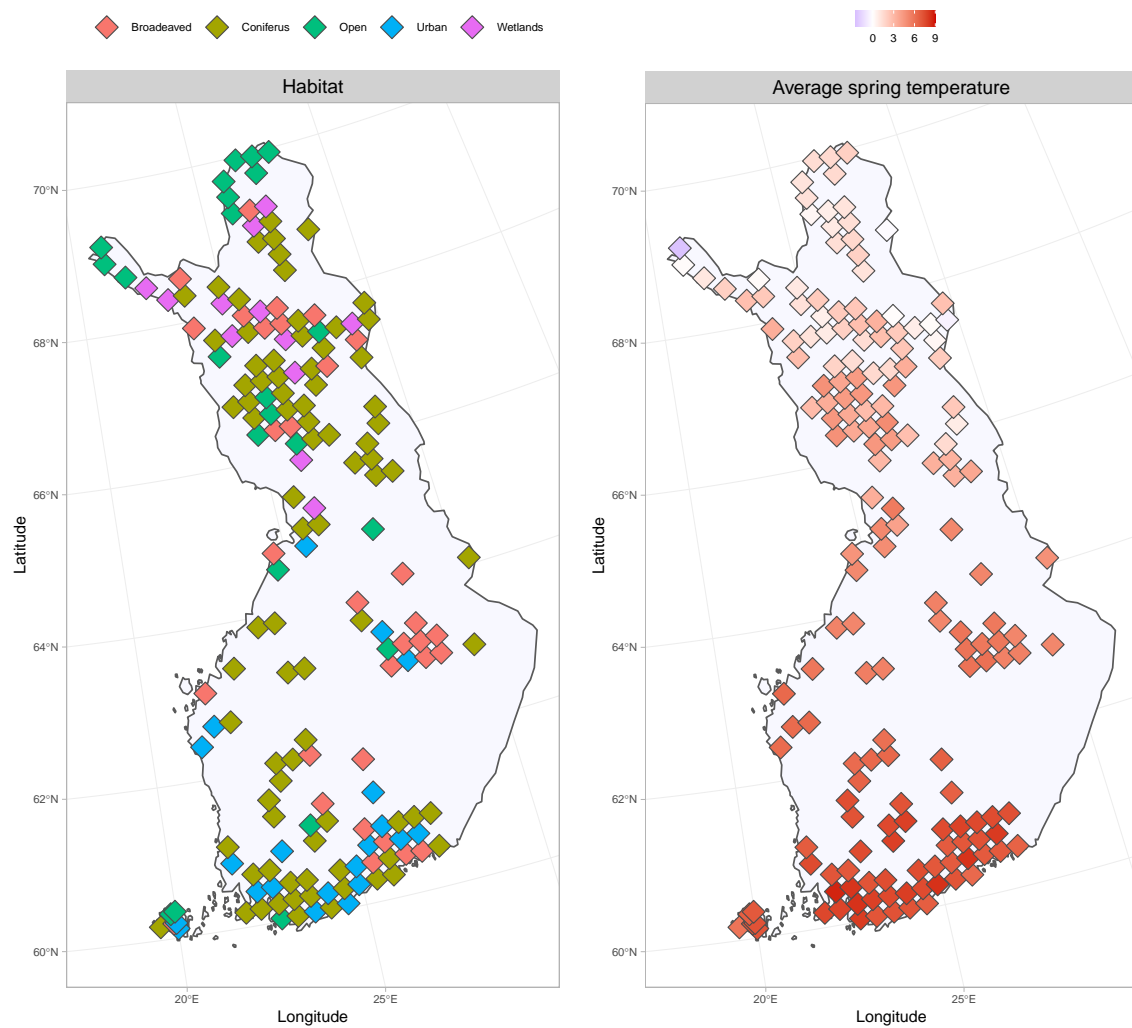 Broadeaved Coniferus Open Urban Wetlands
0 3 6 9
Habitat
Average spring temperature
70°N
68°N
66°N
64°N
62°N
60°N
Latitude
20°E 25°E
Longitude
70°N
68°N
66°N
64°N
62°N
60°N
Latitude
20°E 25°E
Longitude